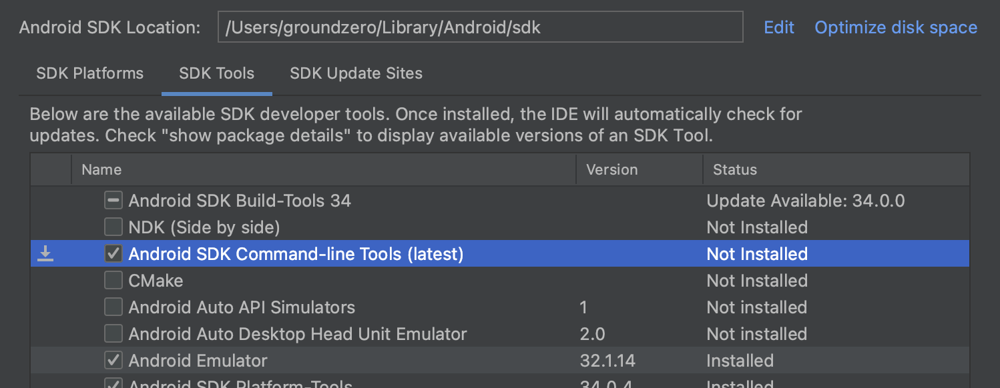 Android SDK Location: /Users/groundzero/Library/Android/sdk Edit Optimize disk space
SDK Platforms SDK Tools SDK Update Sites
Below are the available SDK developer tools. Once installed, the IDE will automatically check for
updates. Check "show package details" to display available versions of an SDK Tool.
Name Version Status
Android SDK Build-Tools 34 Update Available: 34.0.0
NDK (Side by side) Not Installed
Android SDK Command-line Tools (latest) Not Installed
CMake Not Installed
Android Auto API Simulators 1 Not installed
Android Auto Desktop Head Unit Emulator 2.0 Not installed
Android Emulator 32.1.14 Installed
Android SDK Platform-Tools 34.0.4 Installed